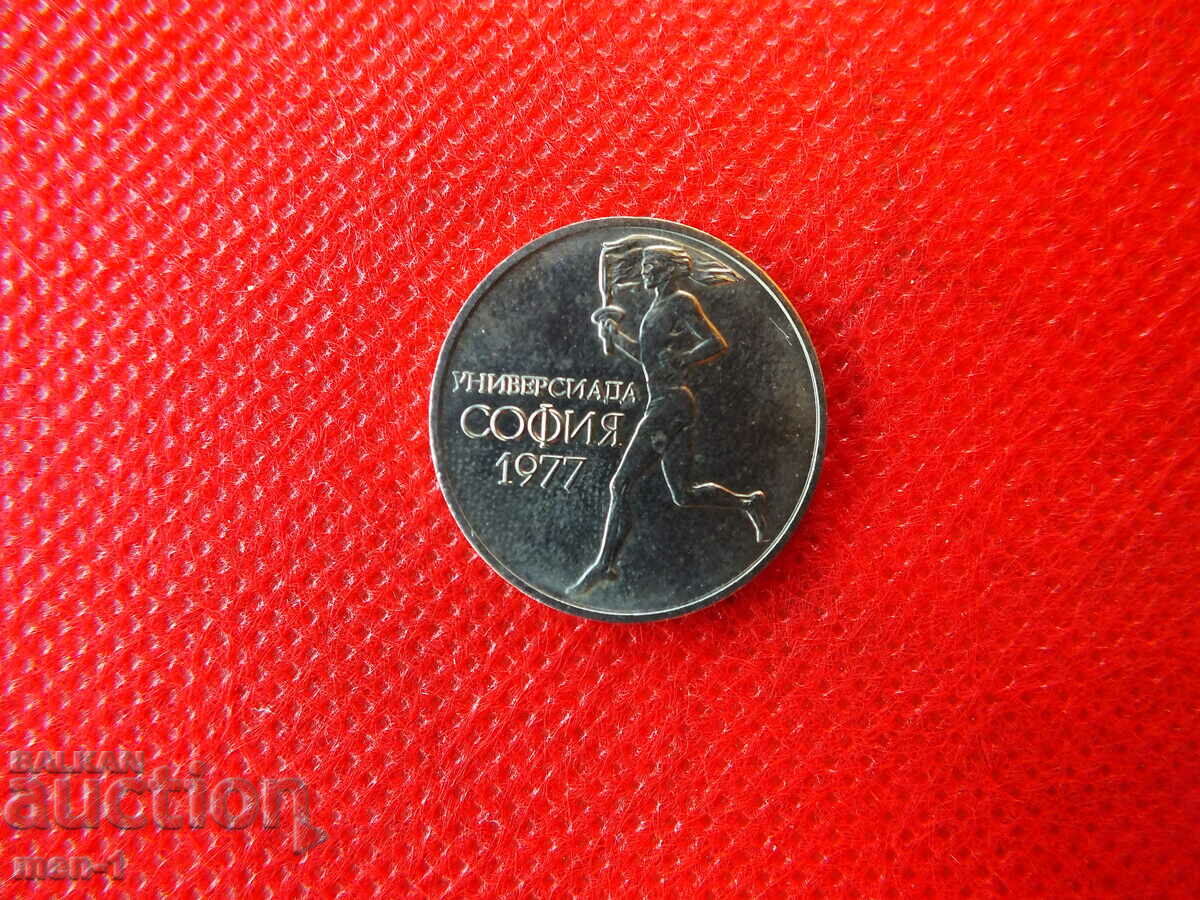 УНИВЕРСИАДА
СОФИЯ
1977
BALKAN
auction
man-1